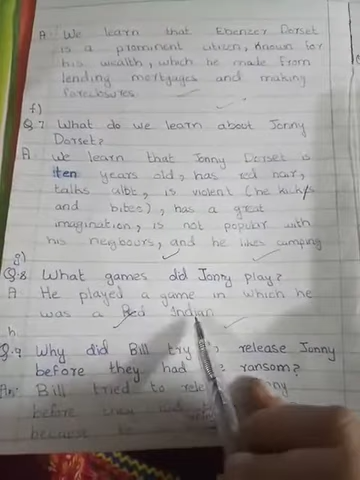 A We learn that Ebenezer Dorset
is a prominent citizen, known for
his wealth, which he made from
lending mortgages and making
foreclosures.
f)
Q.7 What do we learn about Jonny
Dorset?
A We learn that Jonny Dorset is
ten years old, has red hair,
talks alot, is violent (he kicks
and bites), has a great
imagination, is not popular with
his neigbours, and he likes camping
g)
Q.8 What games did Jonny play?
A He played a game in which he
was a Red Indian
h
Q.9 Why did Bill try release Jonny
before they had ransom?
An: Bill tried to
before
because